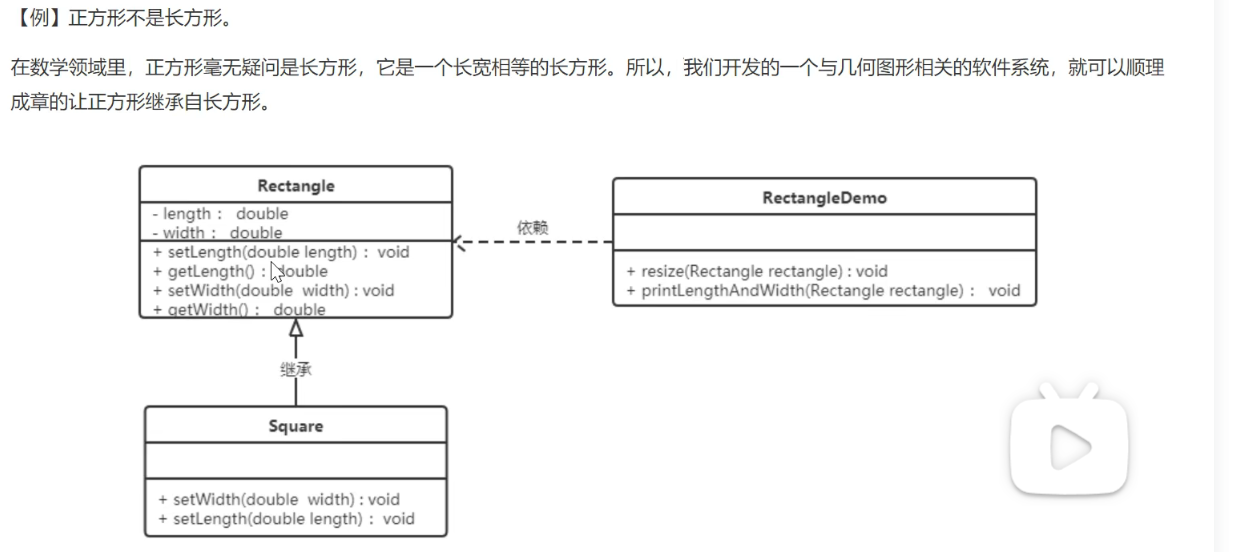 【例】正方形不是长方形。
在数学领域里，正方形毫无疑问是长方形，它是一个长宽相等的长方形。所以，我们开发的一个与几何图形相关的软件系统，就可以顺理
成章的让正方形继承自长方形。
Rectangle
- length： double
- width： double
+ setLength(double length)： void
+ getLength()：double
+ setWidth(double width) : void
+ getWidth()： double
依赖
RectangleDemo
+ resize(Rectangle rectangle) : void
+ printLengthAndWidth(Rectangle rectangle)： void
继承
Square
+ setWidth(double width) : void
+ setLength(double length)： void